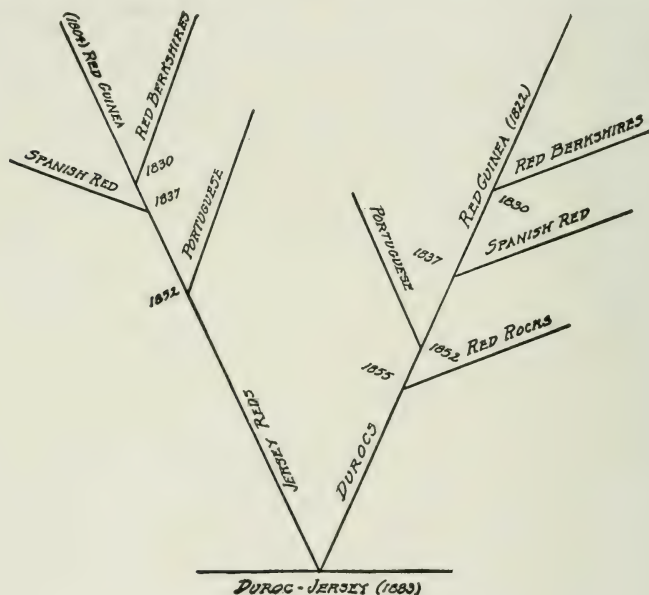 (1804) RED GUINEA
RED BERKSHIRES
1830
SPANISH RED
1837
PORTUGUESE
1852
JERSEY REDS
RED GUINEA (1822)
RED BERKSHIRES
1830
SPANISH RED
1837
PORTUGUESE
1852
RED ROCKS
1855
DUROCS
DUROC-JERSEY (1883)